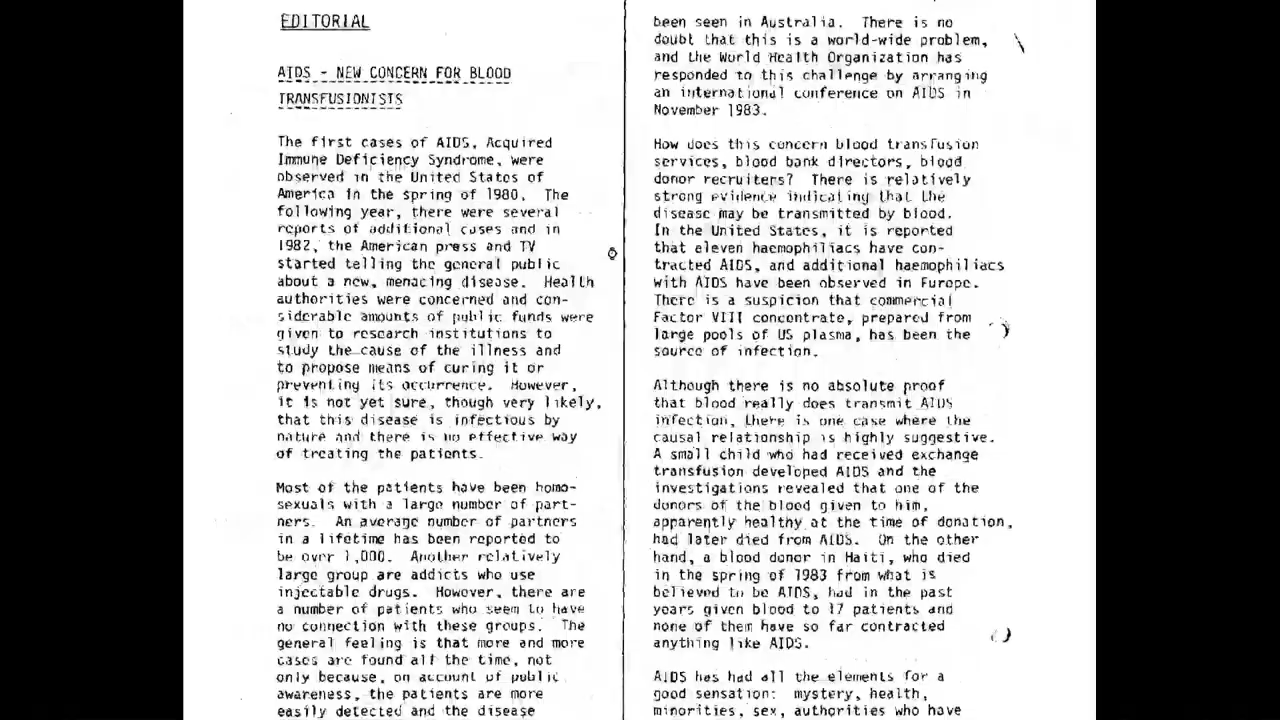 EDITORIAL
AIDS - NEW CONCERN FOR BLOOD
TRANSFUSIONISTS
The first cases of AIDS, Acquired
Immune Deficiency Syndrome, were
observed in the United States of
America in the spring of 1980. The
following year, there were several
reports of additional cases and in
1982, the American press and TV
started telling the general public
about a new, menacing disease. Health
authorities were concerned and con-
siderable amounts of public funds were
given to research institutions to
study the cause of the illness and
to propose means of curing it or
preventing its occurrence. However,
it is not yet sure, though very likely,
that this disease is infectious by
nature and there is no effective way
of treating the patients.
Most of the patients have been homo-
sexuals with a large number of part-
ners. An average number of partners
in a lifetime has been reported to
be over 1,000. Another relatively
large group are addicts who use
injectable drugs. However, there are
a number of patients who seem to have
no connection with these groups. The
general feeling is that more and more
cases are found all the time, not
only because, on account of public
awareness, the patients are more
easily detected and the disease
been seen in Australia. There is no
doubt that this is a world-wide problem,
and the World Health Organization has
responded to this challenge by arranging
an international conference on AIDS in
November 1983.
How does this concern blood transfusion
services, blood bank directors, blood
donor recruiters? There is relatively
strong evidence indicating that the
disease may be transmitted by blood.
In the United States, it is reported
that eleven haemophiliacs have con-
tracted AIDS, and additional haemophiliacs
with AIDS have been observed in Europe.
There is a suspicion that commercial
Factor VIII concentrate, prepared from
large pools of US plasma, has been the
source of infection.
Although there is no absolute proof
that blood really does transmit AIDS
infection, there is one case where the
causal relationship is highly suggestive.
A small child who had received exchange
transfusion developed AIDS and the
investigations revealed that one of the
donors of the blood given to him,
apparently healthy at the time of donation,
had later died from AIDS. On the other
hand, a blood donor in Haiti, who died
in the spring of 1983 from what is
believed to be AIDS, had in the past
years given blood to 17 patients and
none of them have so far contracted
anything like AIDS.
AIDS has had all the elements for a
good sensation: mystery, health,
minorities, sex, authorities who have